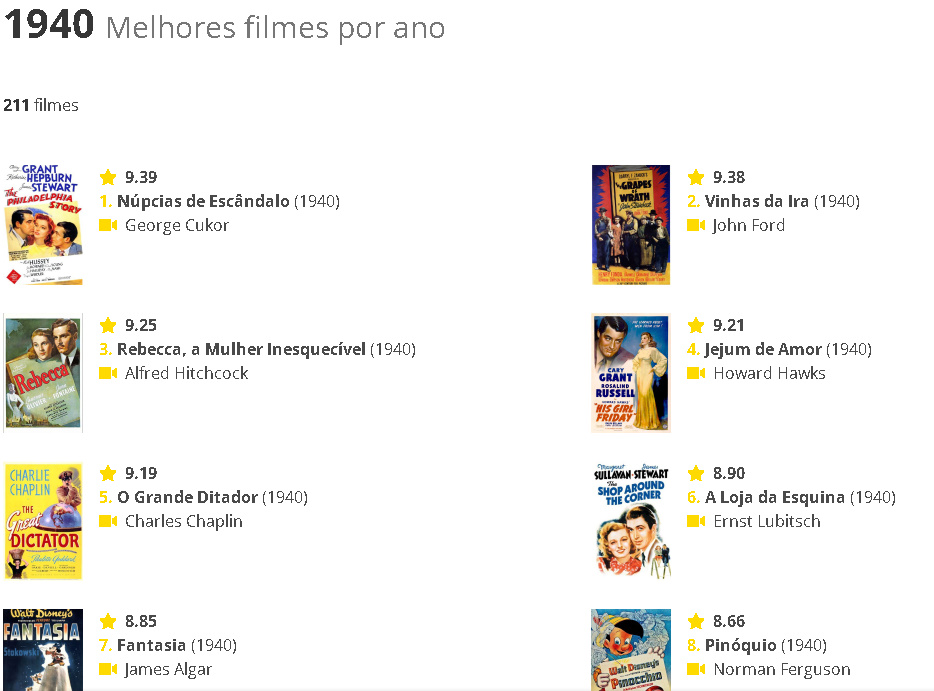 1940 Melhores filmes por ano
211 filmes
GRANT
HEPBURN
STEWART
The
PHILADELPHIA
STORY
HUSSEY
9.39
1. Núpcias de Escândalo (1940)
George Cukor
The
GRAPES
of
WRATH
9.38
2. Vinhas da Ira (1940)
John Ford
Rebecca
9.25
3. Rebecca, a Mulher Inesquecível (1940)
Alfred Hitchcock
CARY
GRANT
ROSALIND
RUSSELL
"HIS GIRL
FRIDAY"
9.21
4. Jejum de Amor (1940)
Howard Hawks
CHARLIE
CHAPLIN
THE
Great
DICTATOR
9.19
5. O Grande Ditador (1940)
Charles Chaplin
Margaret James
SULLAVAN-STEWART
The
SHOP AROUND
THE CORNER
8.90
6. A Loja da Esquina (1940)
Ernst Lubitsch
Walt Disney's
FANTASIA
Stokowski
8.85
7. Fantasia (1940)
James Algar
Walt Disney's
Pinocchio
8.66
8. Pinóquio (1940)
Norman Ferguson